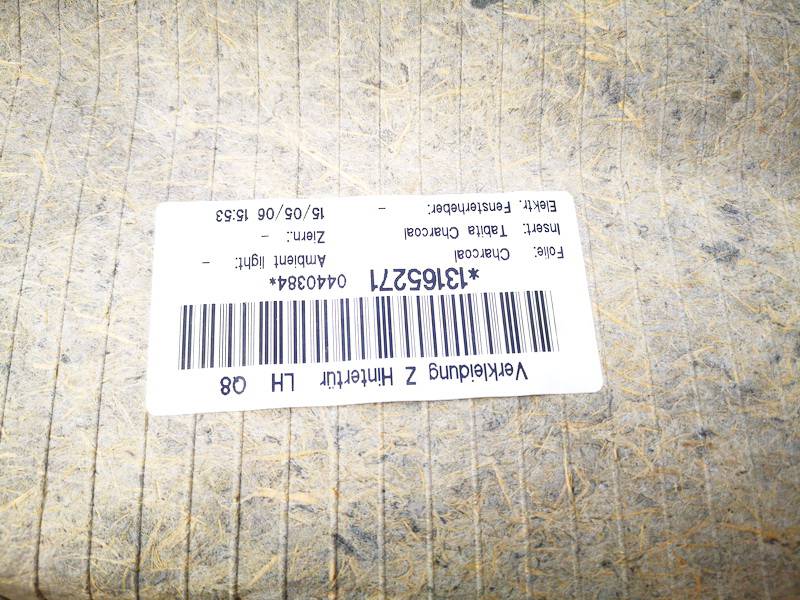 Verkleidung Z Hintertür LH Q8
*13165271 0440384*
Folie: Charcoal Ambient light: -
Insert: Tabita Charcoal Ziern.: -
Elektr. Fensterheber: - 15/05/06 15:53